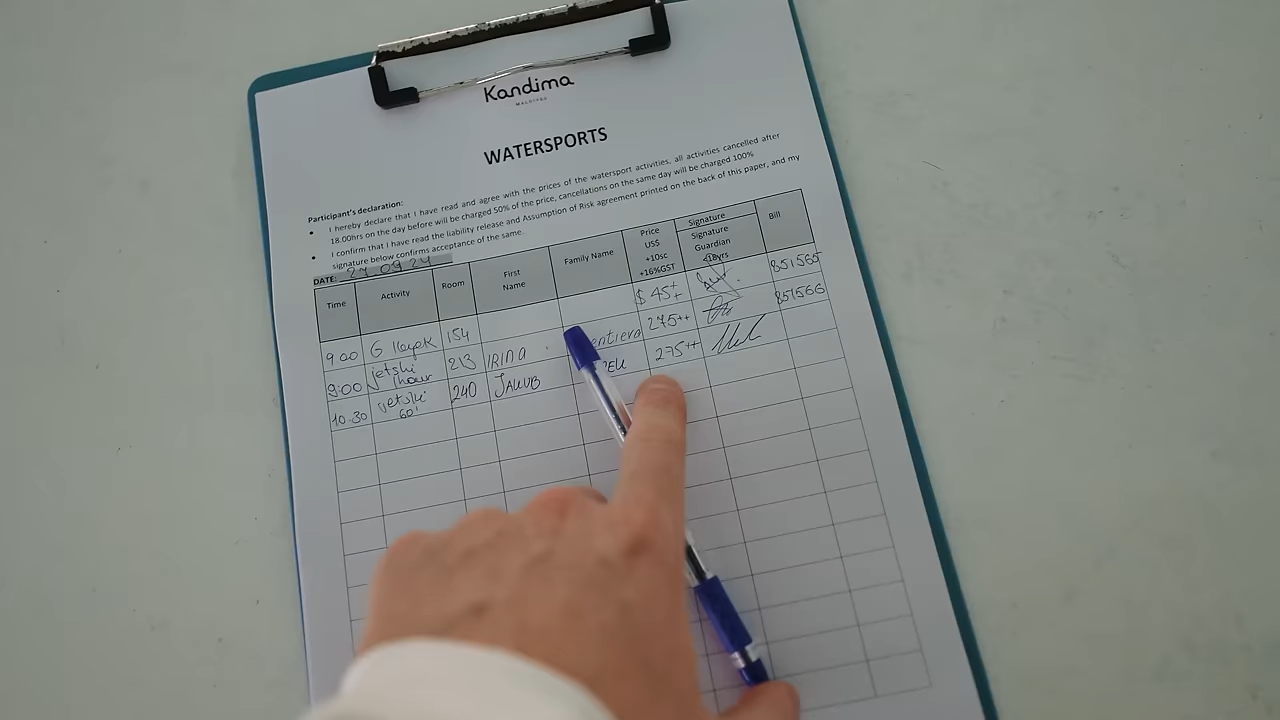 Kandima
MALDIVES
WATERSPORTS
Participant's declaration:
• I hereby declare that I have read and agree with the prices of the watersport activities, all activities cancelled after
18.00hrs on the day before will be charged 50% of the price, cancellations on the same day will be charged 100%
• I confirm that I have read the liability release and Assumption of Risk agreement printed on the back of this paper, and my
signature below confirms acceptance of the same.
DATE: 27.09.24
Time Activity Room First Name Family Name Price US$ +10sc +16%GST Signature Signature Guardian <18yrs Bill
9:00 G Kayak 154 $45++ 851565
9:00 jetski 1hour 213 IRINA 275++ 851566
10.30 jetski 60' 240 JAKUB 275++